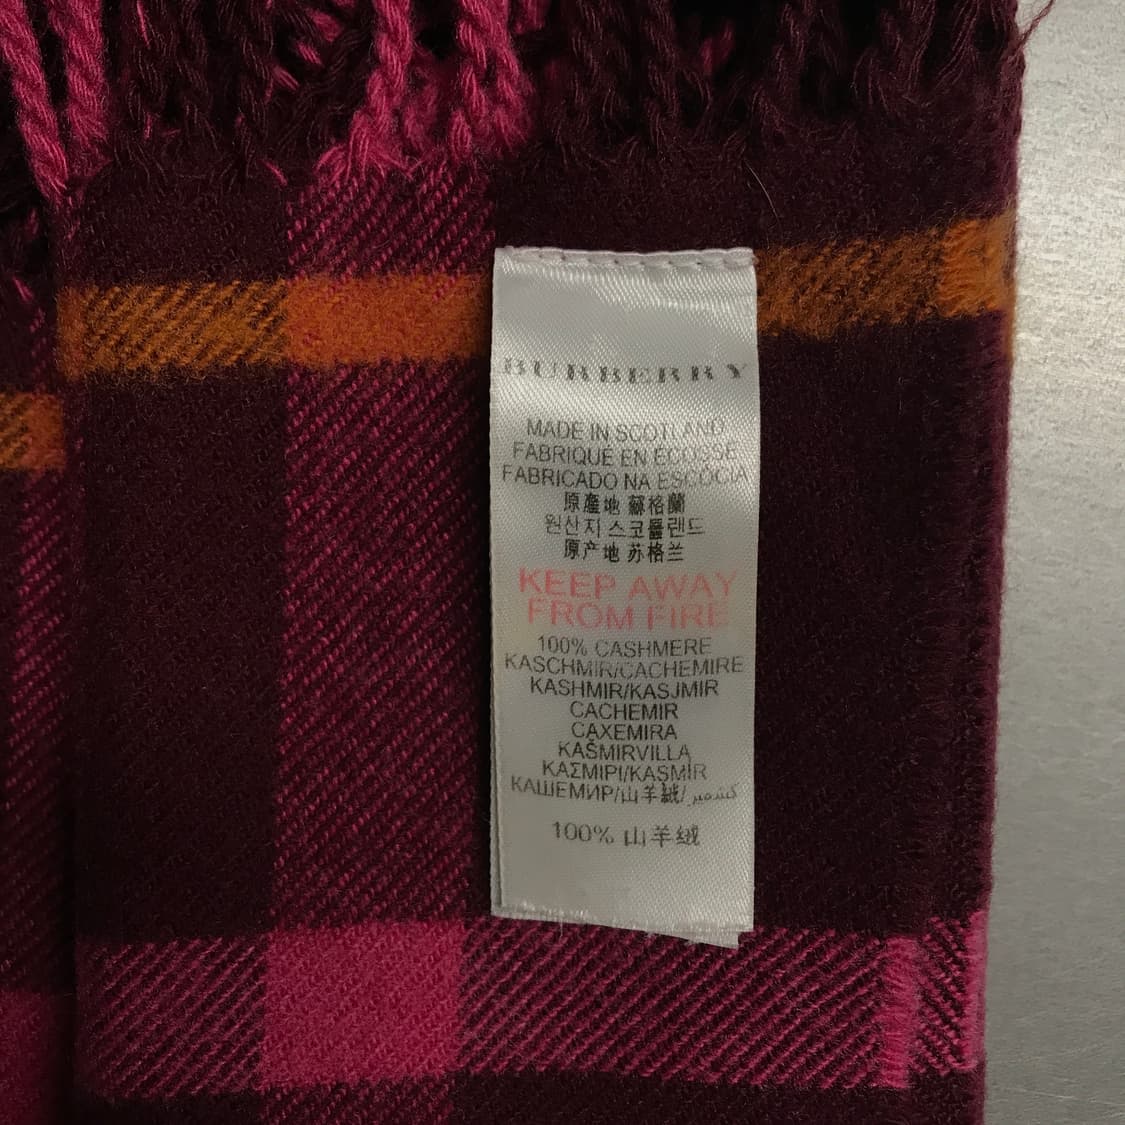 BURBERRY
MADE IN SCOTLAND
FABRIQUÉ EN ECOSSE
FABRICADO NA ESCÓCIA
原產地 蘇格蘭
원산지 스코틀랜드
原产地 苏格兰
KEEP AWAY
FROM FIRE
100% CASHMERE
KASCHMIR/CACHEMIRE
KASHMIR/KASJMIR
CACHEMIR
CAXEMIRA
KAŠMIRVILLA
ΚΑΣΜΙΡΙ/KAŞMİR
КАШЕМИР/山羊絨/كشمير
100% 山羊绒